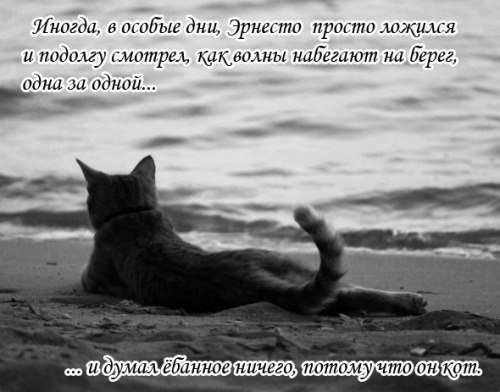 Иногда, в особые дни, Эрнесто просто ложился
и подолгу смотрел, как волны набегают на берег,
одна за одной...
... и думал ёбанное ничего, потому что он кот.